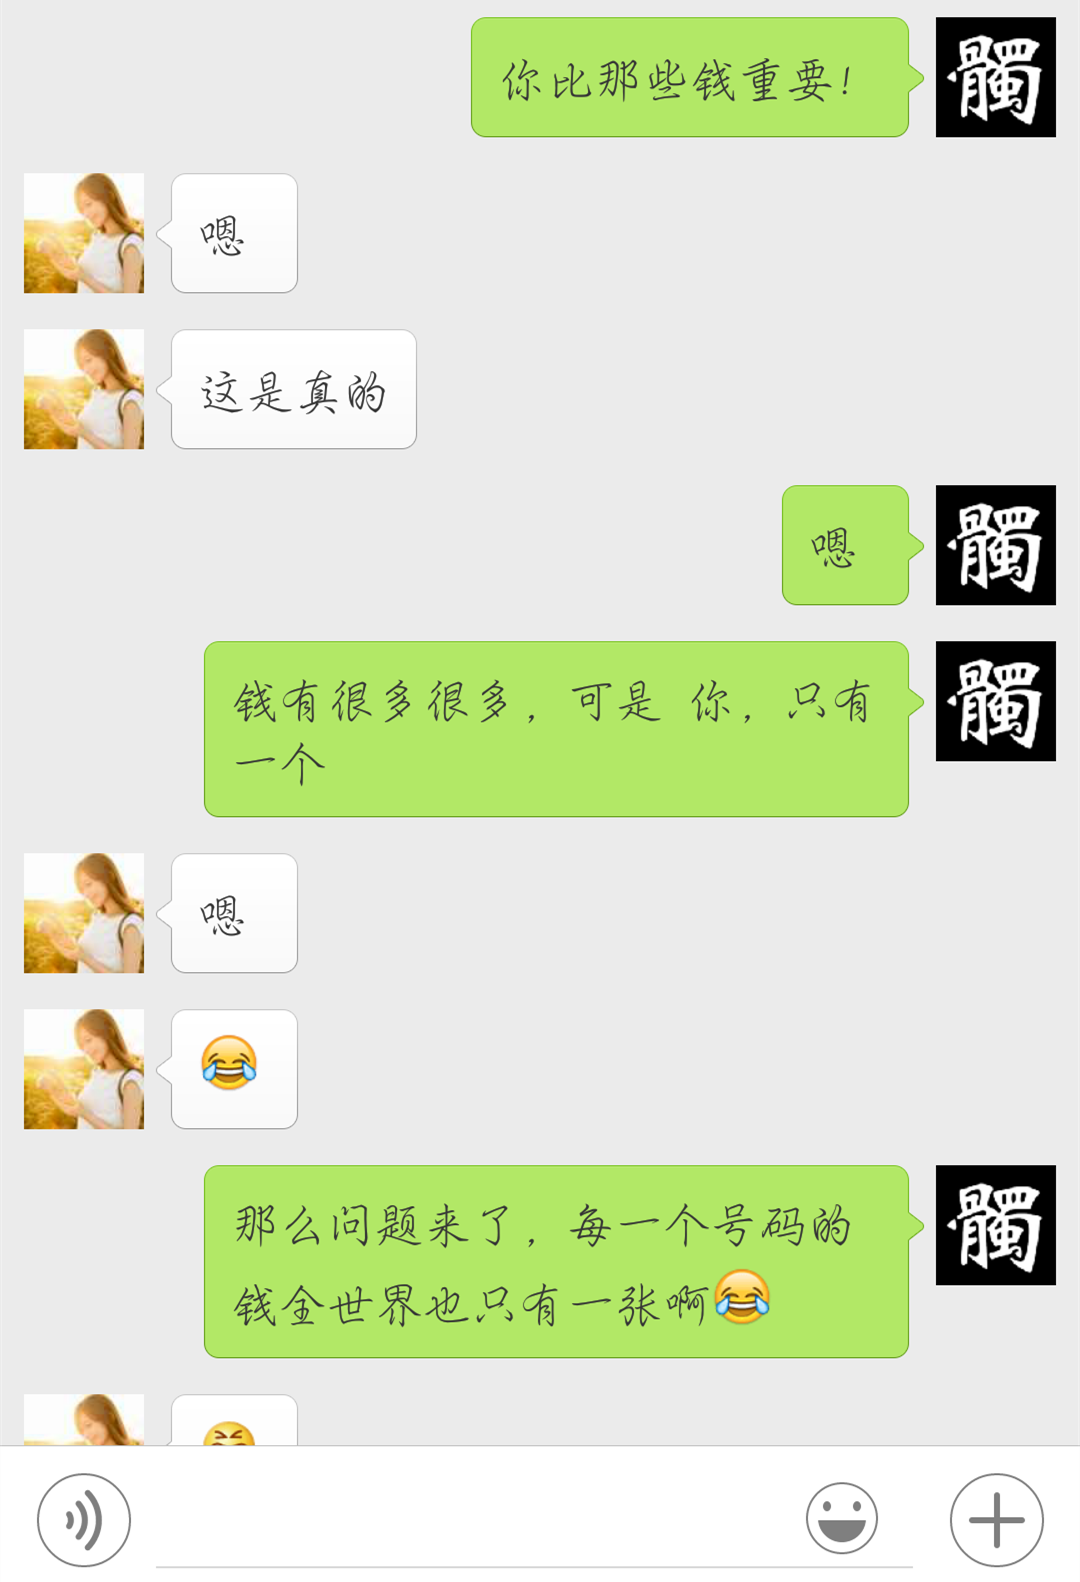 你比那些钱重要!
髑
嗯
这是真的
嗯
髑
钱有很多很多，可是 你，只有
一个
髑
嗯
😂
那么问题来了，每一个号码的
钱全世界也只有一张啊😂
髑